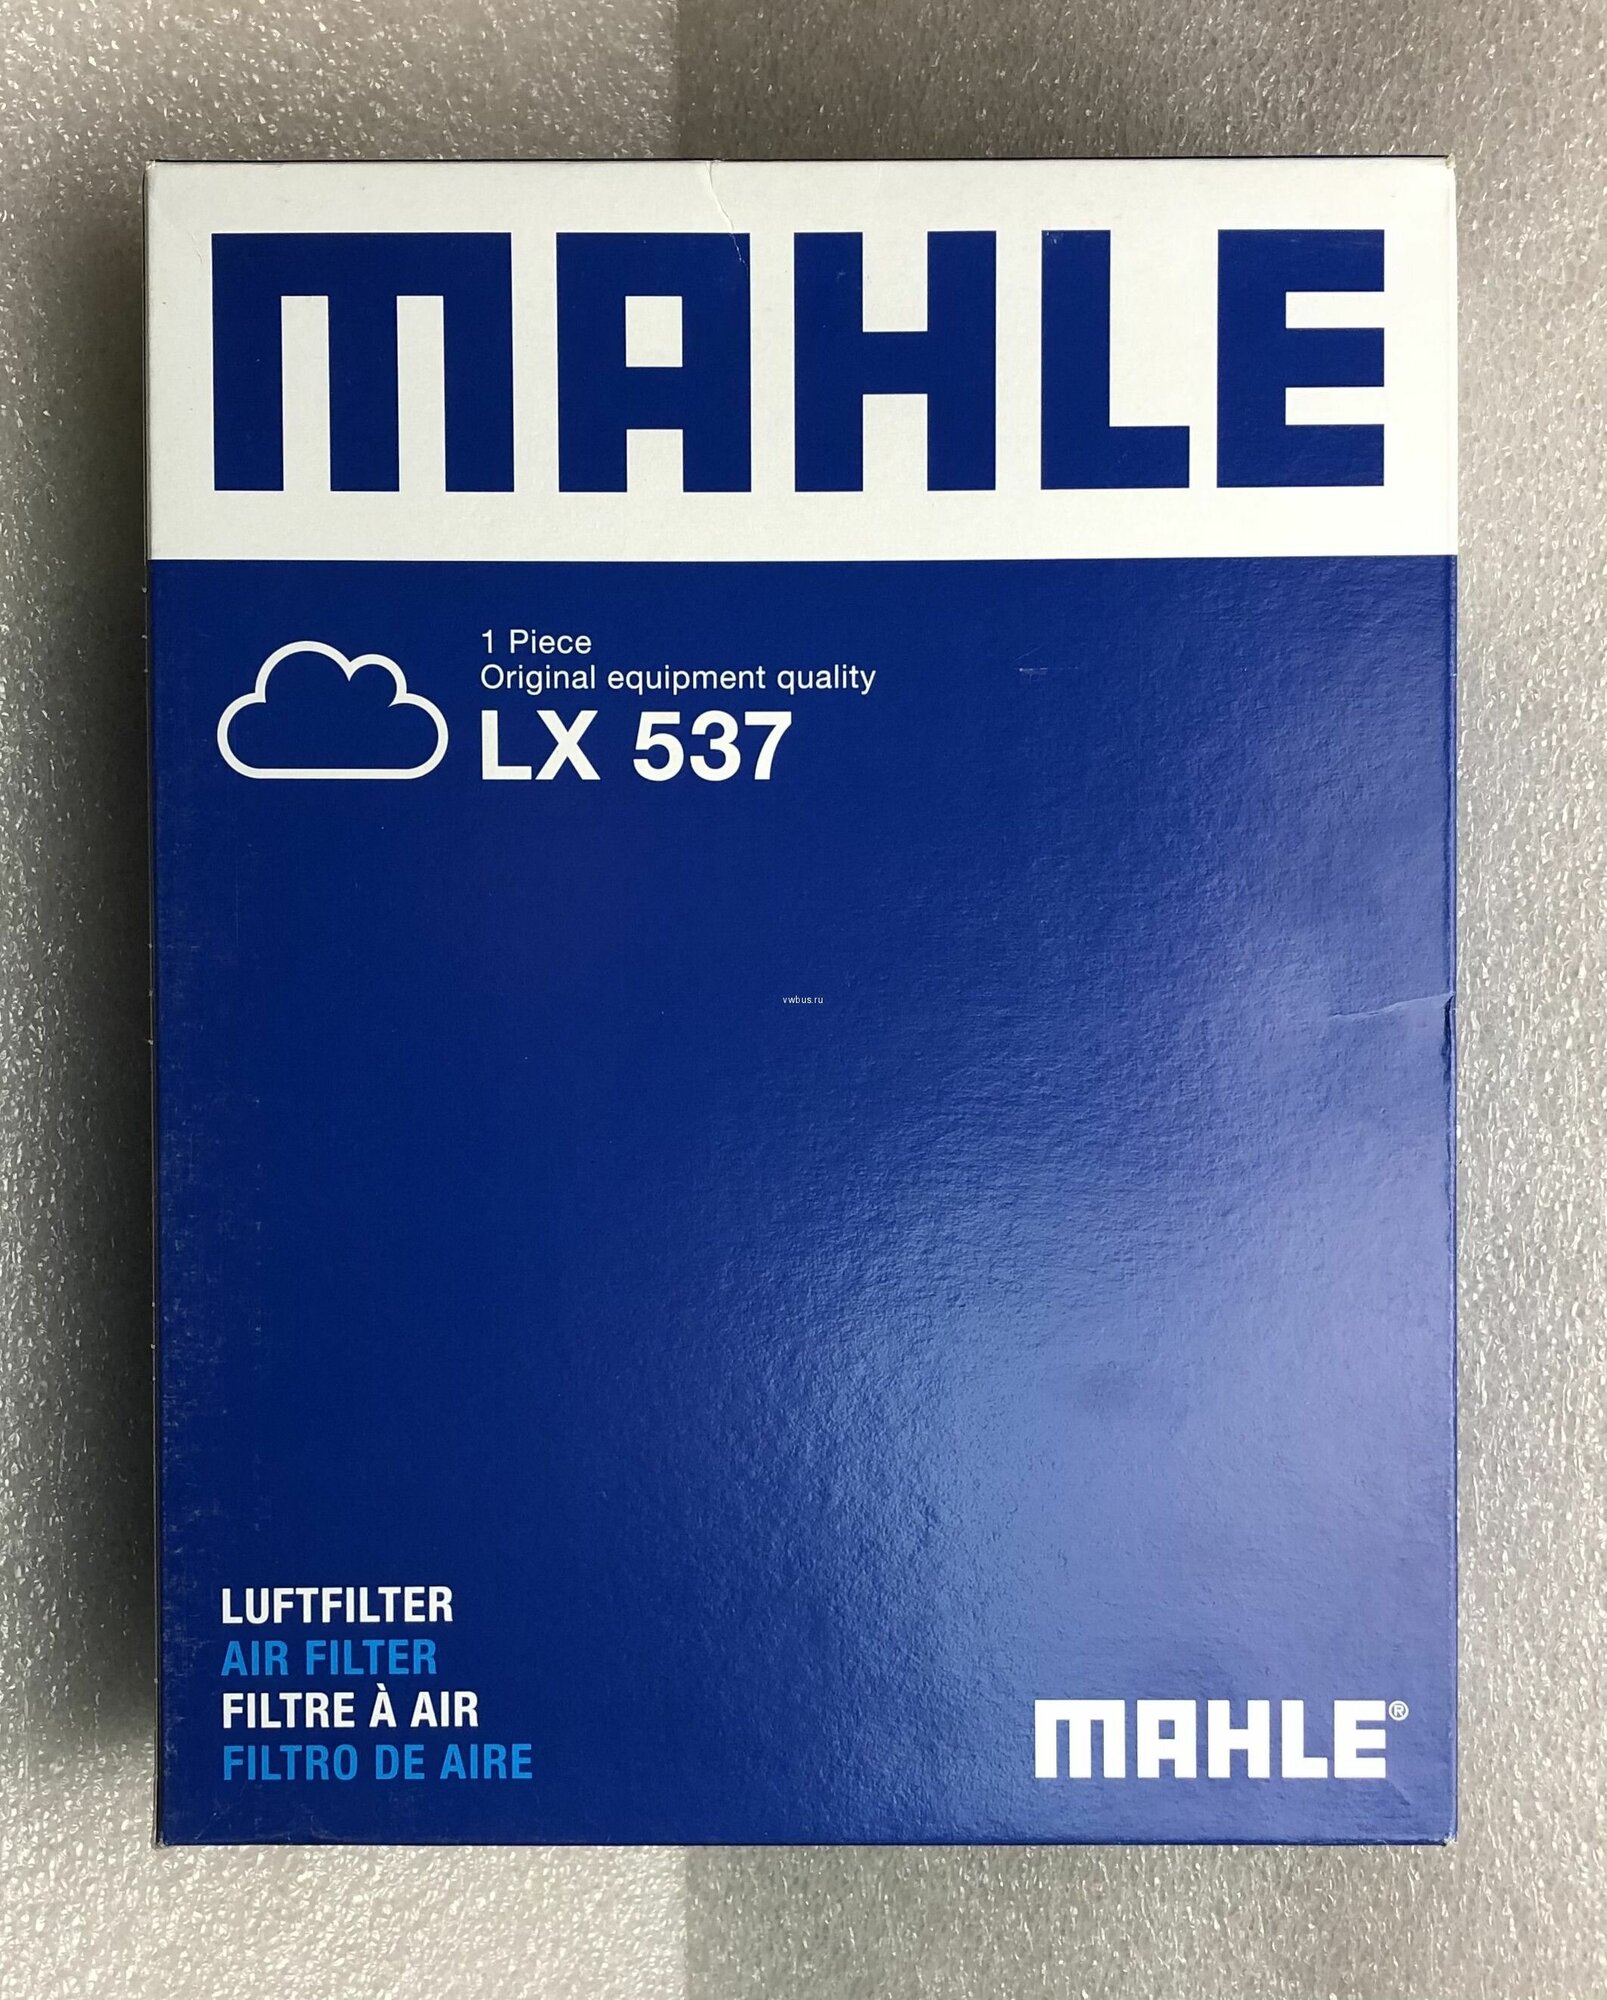 MAHLE
1 Piece
Original equipment quality
LX 537
vwbus.ru
LUFTFILTER
AIR FILTER
FILTRE À AIR
FILTRO DE AIRE
MAHLE®